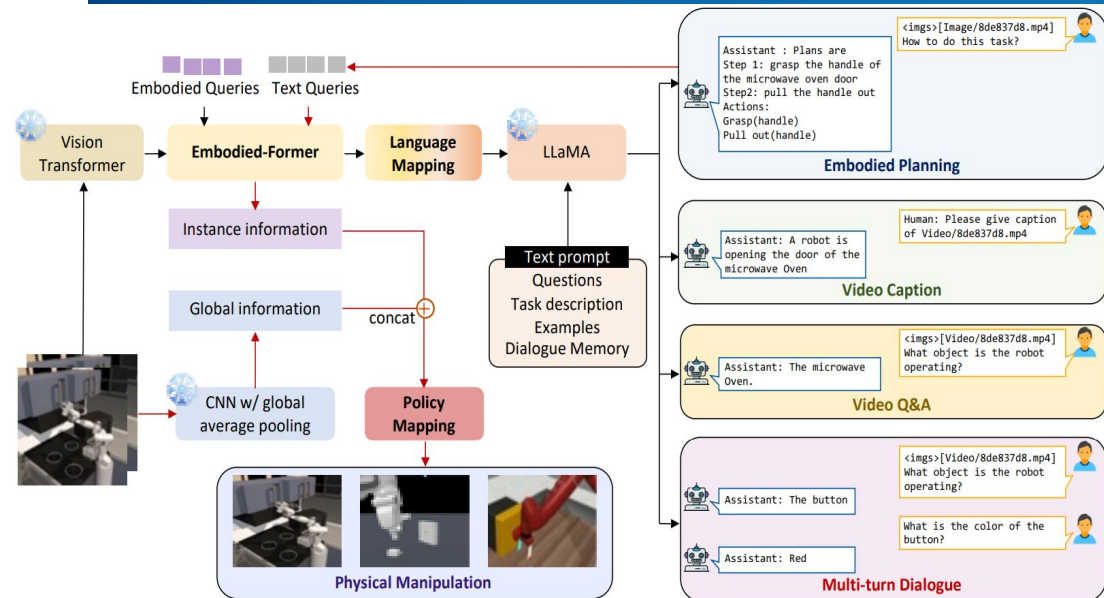 Embodied Queries
Text Queries
Vision
Transformer
Embodied-Former
Language
Mapping
LLaMA
Instance information
Global information
concat
CNN w/ global
average pooling
Policy
Mapping
Text prompt
Questions
Task description
Examples
Dialogue Memory
Physical Manipulation
<imgs>[Image/8de837d8.mp4]
How to do this task?
Assistant : Plans are
Step 1: grasp the handle of
the microwave oven door
Step2: pull the handle out
Actions:
Grasp(handle)
Pull out(handle)
Embodied Planning
Human: Please give caption
of Video/8de837d8.mp4
Assistant: A robot is
opening the door of the
microwave Oven
Video Caption
<imgs>[Video/8de837d8.mp4]
What object is the robot
operating?
Assistant: The microwave
Oven.
Video Q&A
<imgs>[Video/8de837d8.mp4]
What object is the robot
operating?
Assistant: The button
What is the color of the
button?
Assistant: Red
Multi-turn Dialogue